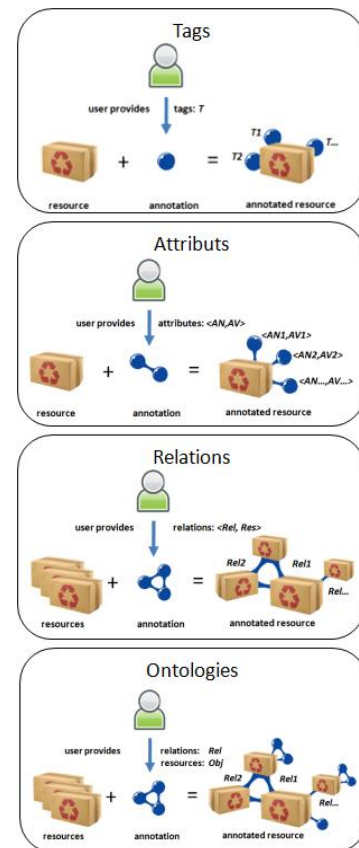 Tags
user provides tags: T
T1
T...
T2
+ =
resource annotation annotated resource
Attributs
user provides attributes: <AN,AV>
<AN1,AV1>
<AN2,AV2>
+ =
<AN...,AV...>
resource annotation annotated resource
Relations
user provides relations: <Rel, Res>
Rel2 Rel1
+ =
Rel...
resources annotation annotated resource
Ontologies
user provides relations: Rel
resources: Obj
Rel2 Rel1
+ =
Rel...
resources annotation annotated resource